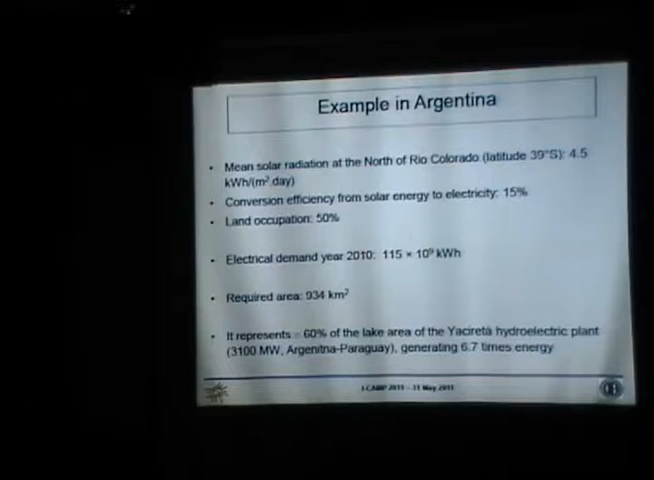 Example in Argentina
• Mean solar radiation at the North of Rio Colorado (latitude 39°S): 4.5
kWh/(m².day)
• Conversion efficiency from solar energy to electricity: 15%
• Land occupation: 50%
• Electrical demand year 2010: 115 × 10⁹ kWh
• Required area: 934 km²
• It represents ≈ 60% of the lake area of the Yacireta hydroelectric plant
(3100 MW, Argenitna-Paraguay), generating 6.7 times energy